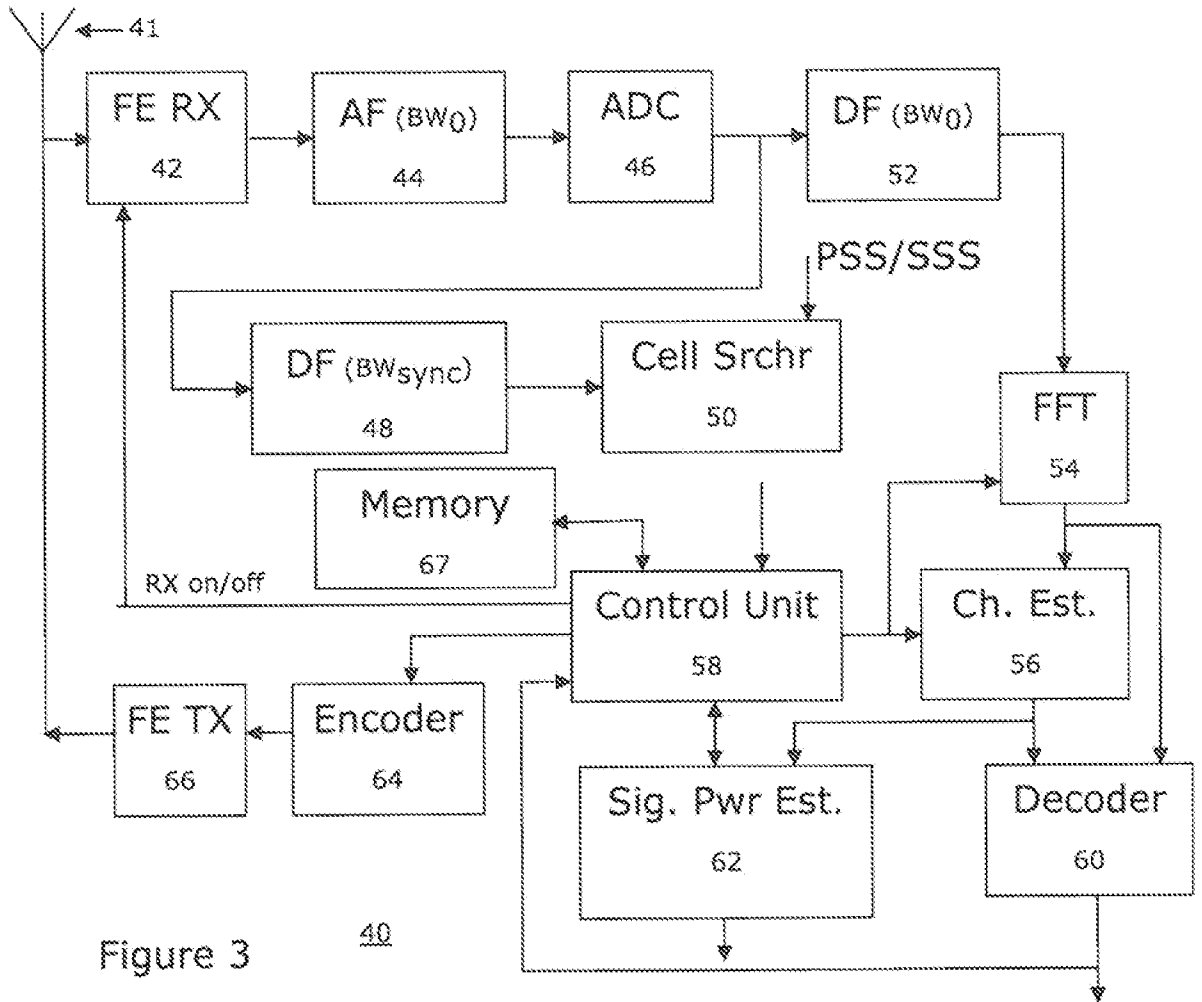 41
FE RX
42
AF (BW0)
44
ADC
46
DF (BW0)
52
PSS/SSS
DF (BWsync)
48
Cell Srchr
50
FFT
54
Memory
67
RX on/off
Control Unit
58
Ch. Est.
56
FE TX
66
Encoder
64
Sig. Pwr Est.
62
Decoder
60
Figure 3
40